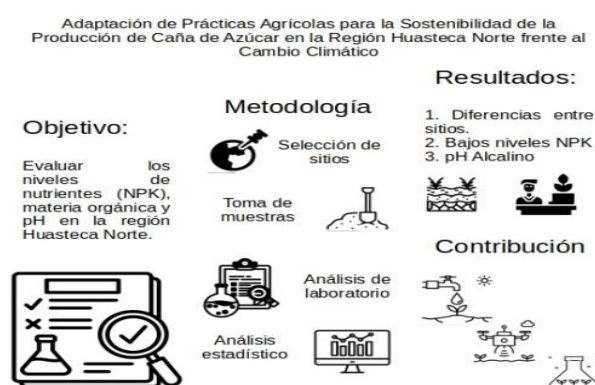 Adaptación de Prácticas Agrícolas para la Sostenibilidad de la
Producción de Caña de Azúcar en la Región Huasteca Norte frente al
Cambio Climático
Objetivo:
Evaluar los
niveles de
nutrientes (NPK),
materia orgánica y
pH en la región
Huasteca Norte.
Metodología
Selección de
sitios
Toma de
muestras
Análisis de
laboratorio
Análisis
estadístico
Resultados:
1. Diferencias entre
sitios.
2. Bajos niveles NPK
3. pH Alcalino
Contribución